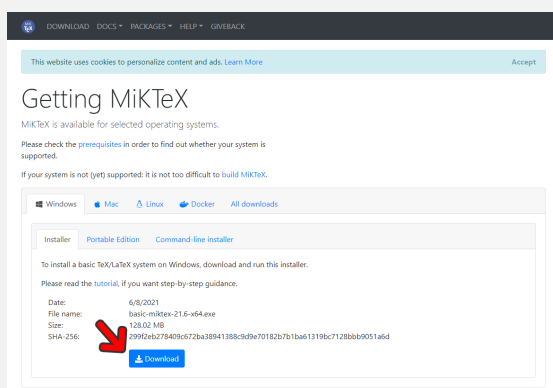 DOWNLOAD DOCS PACKAGES HELP GIVEBACK
This website uses cookies to personalize content and ads. Learn More Accept
Getting MiKTeX
MiKTeX is available for selected operating systems.
Please check the prerequisites in order to find out whether your system is
supported.
If your system is not (yet) supported: it is not too difficult to build MiKTeX.
Windows Mac Linux Docker All downloads
Installer Portable Edition Command-line installer
To install a basic TeX/LaTeX system on Windows, download and run this installer.
Please read the tutorial, if you want step-by-step guidance.
Date: 6/8/2021
File name: basic-miktex-21.6-x64.exe
Size: 128.02 MB
SHA-256: 299f2eb278409c672ba38941388c9d9e70182b7b1ba61319bc7128bbb9051a6d
Download